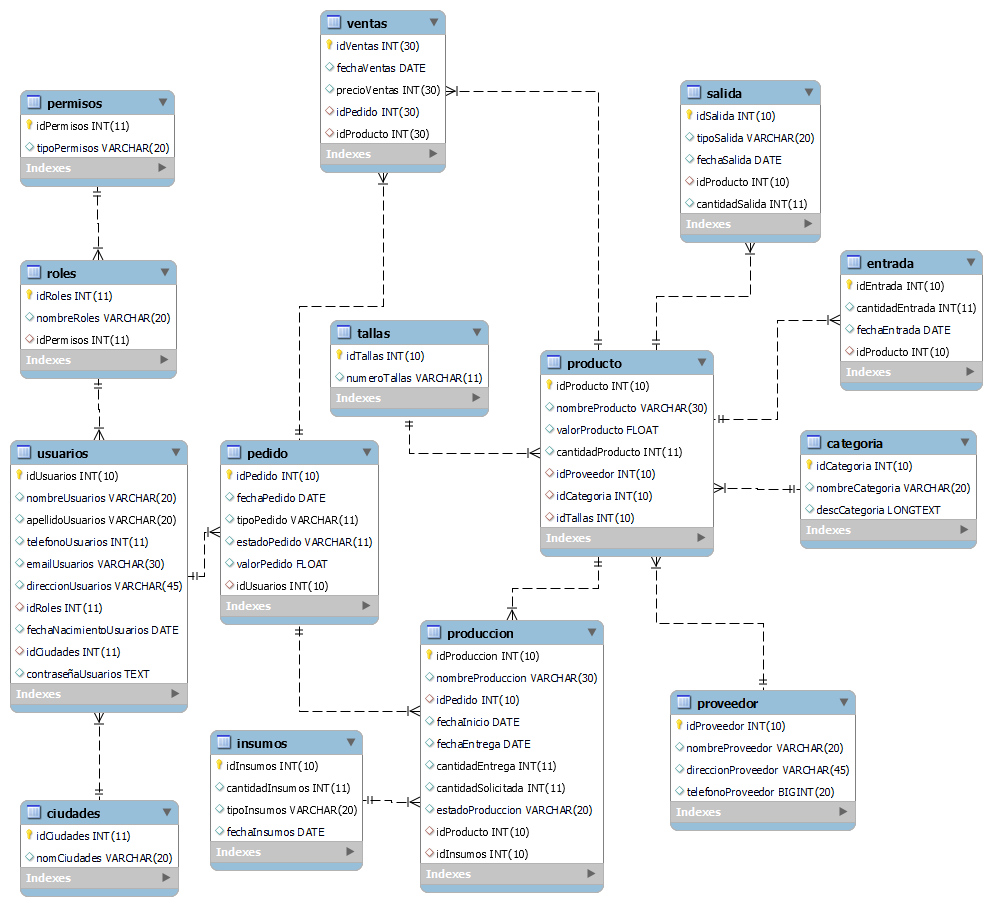 ventas
idVentas INT(30)
fechaVentas DATE
precioVentas INT(30)
idPedido INT(30)
idProducto INT(30)
Indexes
permisos
idPermisos INT(11)
tipoPermisos VARCHAR(20)
Indexes
salida
idSalida INT(10)
tipoSalida VARCHAR(20)
fechaSalida DATE
idProducto INT(10)
cantidadSalida INT(11)
Indexes
roles
idRoles INT(11)
nombreRoles VARCHAR(20)
idPermisos INT(11)
Indexes
entrada
idEntrada INT(10)
cantidadEntrada INT(11)
fechaEntrada DATE
idProducto INT(10)
Indexes
tallas
idTallas INT(10)
numeroTallas VARCHAR(11)
Indexes
producto
idProducto INT(10)
nombreProducto VARCHAR(30)
valorProducto FLOAT
cantidadProducto INT(11)
idProveedor INT(10)
idCategoria INT(10)
idTallas INT(10)
Indexes
categoria
idCategoria INT(10)
nombreCategoria VARCHAR(20)
descCategoria LONGTEXT
Indexes
usuarios
idUsuarios INT(10)
nombreUsuarios VARCHAR(20)
apellidoUsuarios VARCHAR(20)
telefonoUsuarios INT(11)
emailUsuarios VARCHAR(30)
direccionUsuarios VARCHAR(45)
idRoles INT(11)
fechaNacimientoUsuarios DATE
idCiudades INT(11)
contraseñaUsuarios TEXT
Indexes
pedido
idPedido INT(10)
fechaPedido DATE
tipoPedido VARCHAR(11)
estadoPedido VARCHAR(11)
valorPedido FLOAT
idUsuarios INT(10)
Indexes
produccion
idProduccion INT(10)
nombreProduccion VARCHAR(30)
idPedido INT(10)
fechaInicio DATE
fechaEntrega DATE
cantidadEntrega INT(11)
cantidadSolicitada INT(11)
estadoProduccion VARCHAR(20)
idProducto INT(10)
idInsumos INT(10)
Indexes
proveedor
idProveedor INT(10)
nombreProveedor VARCHAR(20)
direccionProveedor VARCHAR(45)
telefonoProveedor BIGINT(20)
Indexes
insumos
idInsumos INT(10)
cantidadInsumos INT(11)
tipoInsumos VARCHAR(20)
fechaInsumos DATE
Indexes
ciudades
idCiudades INT(11)
nomCiudades VARCHAR(20)
Indexes